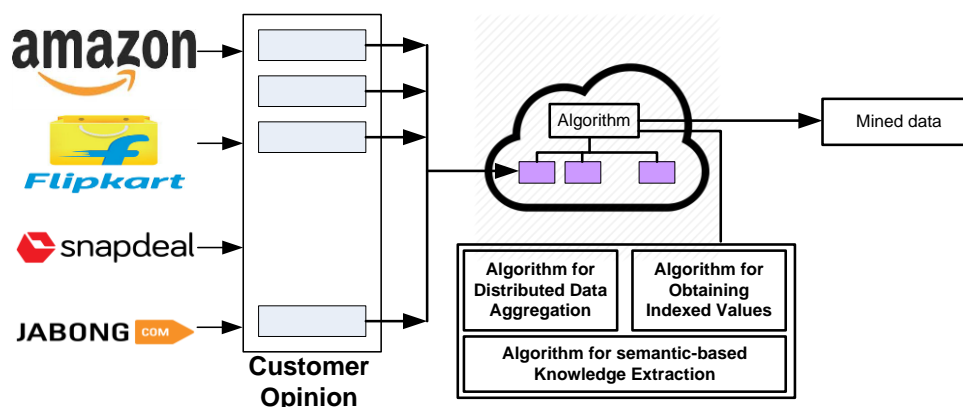 amazon
Flipkart
snapdeal
JABONG COM
Customer
Opinion
Algorithm
Mined data
Algorithm for
Distributed Data
Aggregation
Algorithm for
Obtaining
Indexed Values
Algorithm for semantic-based
Knowledge Extraction